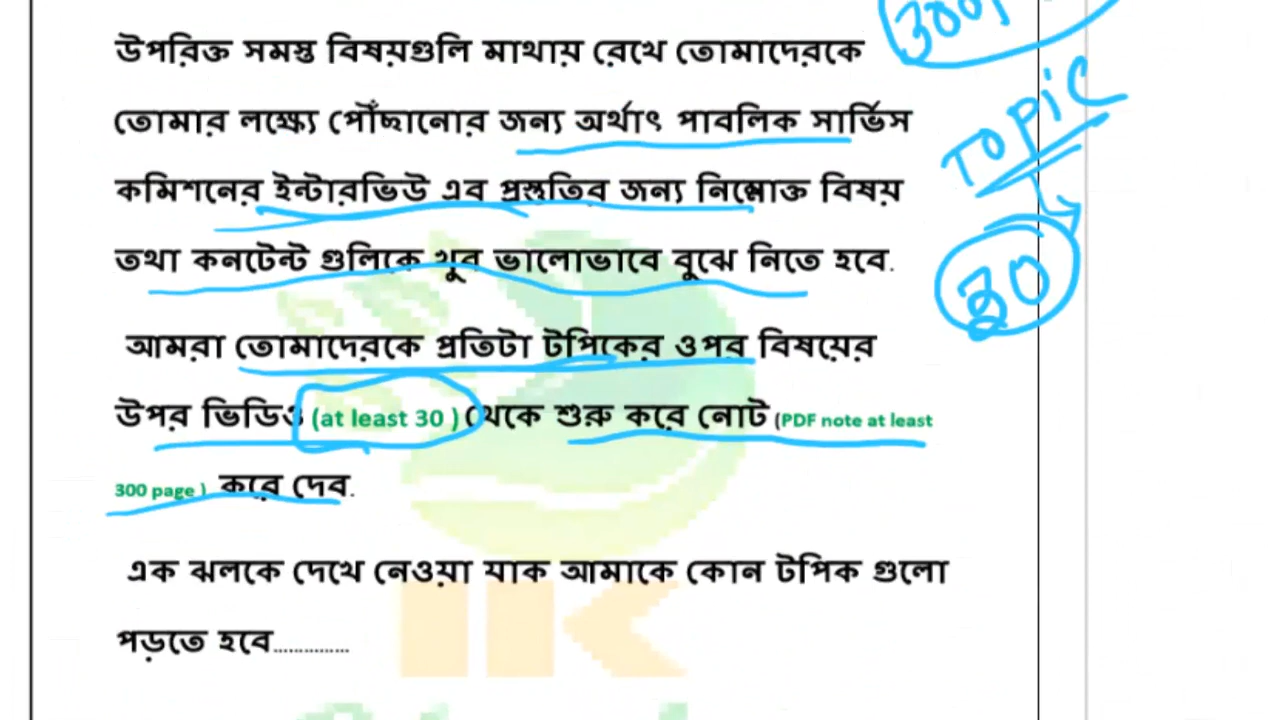 300
উপরিক্ত সমস্ত বিষয়গুলি মাথায় রেখে তোমাদেরকে
তোমার লক্ষ্যে পৌঁছানোর জন্য অর্থাৎ পাবলিক সার্ভিস
Topic
কমিশনের ইন্টারভিউ এব প্রস্তুতির জন্য নিম্নোক্ত বিষয়
তথা কনটেন্ট গুলিকে খুব ভালোভাবে বুঝে নিতে হবে.
30
আমরা তোমাদেরকে প্রতিটা টপিকের ওপর বিষয়ের
উপর ভিডিও (at least 30 ) থেকে শুরু করে নোট (PDF note at least
300 page ) করে দেব.
এক ঝলকে দেখে নেওয়া যাক আমাকে কোন টপিক গুলো
পড়তে হবে...............
IK